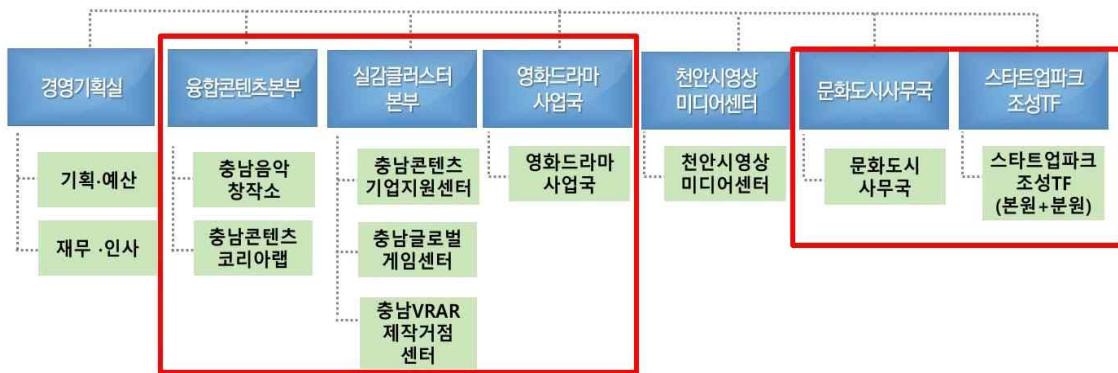 경영기획실
융합콘텐츠본부
실감클러스터
본부
영화드라마
사업국
천안시영상
미디어센터
문화도시사무국
스타트업파크
조성TF
기획·예산
재무 ·인사
충남음악
창작소
충남콘텐츠
코리아랩
충남콘텐츠
기업지원센터
충남글로벌
게임센터
충남VRAR
제작거점
센터
영화드라마
사업국
천안시영상
미디어센터
문화도시
사무국
스타트업파크
조성TF
(본원+분원)